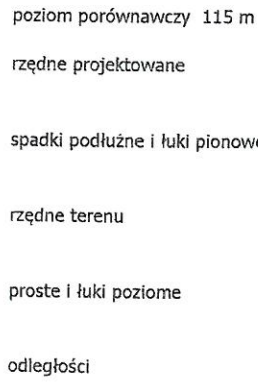 poziom porównawczy 115 m
rzędne projektowane
spadki podłużne i łuki pionowe
rzędne terenu
proste i łuki poziome
odległości